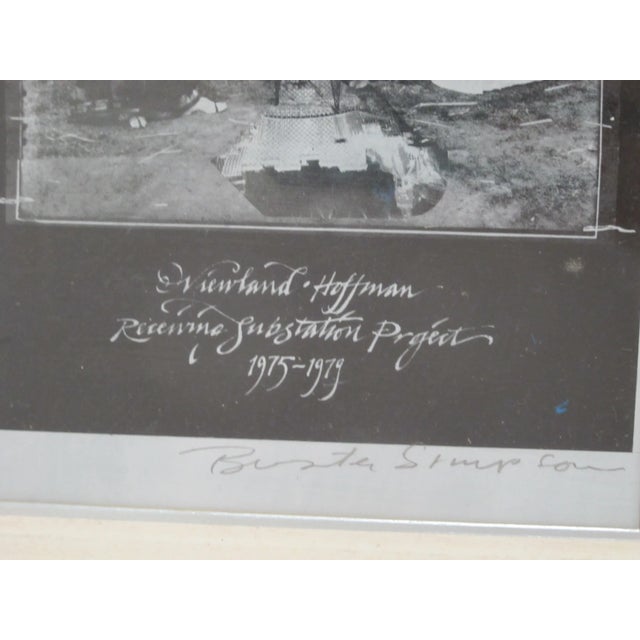 Viewland • Hoffman
Receiving Substation Project
1975-1979
Buster Simpson